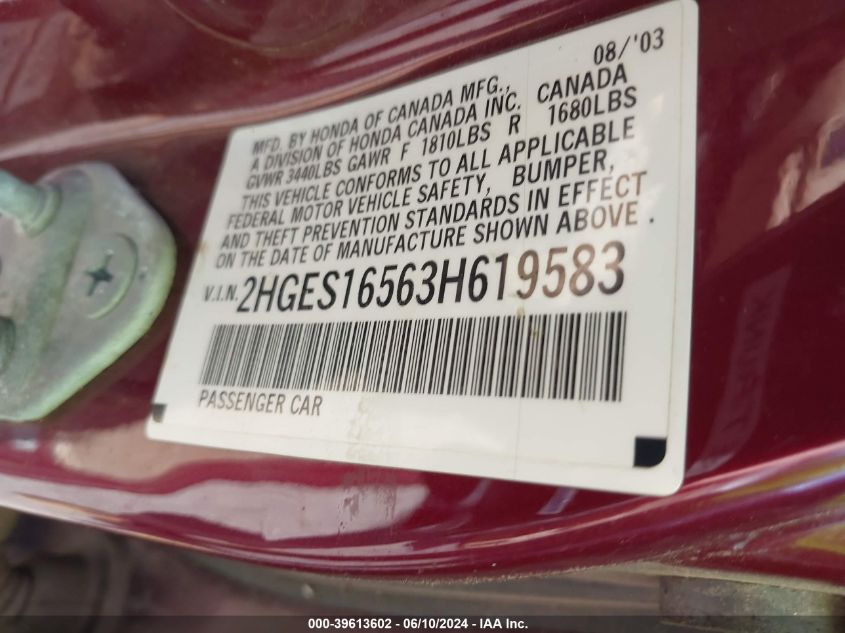 08/'03
MFD. BY HONDA OF CANADA MFG.,
A DIVISION OF HONDA CANADA INC. CANADA
GVWR 3440LBS GAWR F 1810LBS R 1680LBS
THIS VEHICLE CONFORMS TO ALL APPLICABLE
FEDERAL MOTOR VEHICLE SAFETY, BUMPER,
AND THEFT PREVENTION STANDARDS IN EFFECT
ON THE DATE OF MANUFACTURE SHOWN ABOVE.
V.I.N. 2HGES16563H619583
PASSENGER CAR
000-39613602 - 06/10/2024 - IAA Inc.